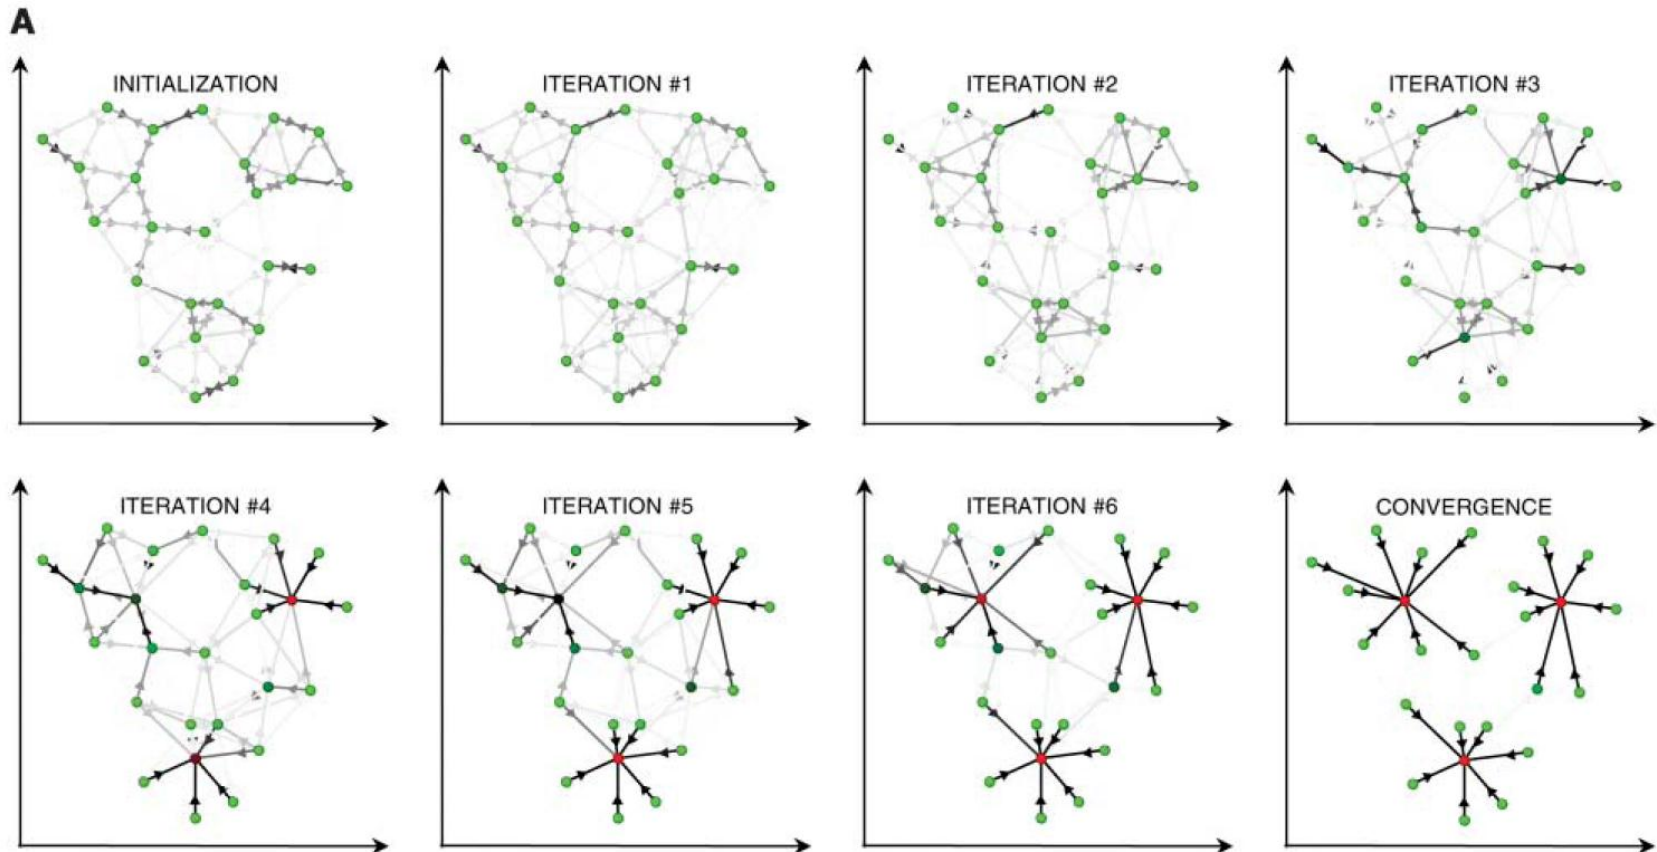 A
INITIALIZATION
ITERATION #1
ITERATION #2
ITERATION #3
ITERATION #4
ITERATION #5
ITERATION #6
CONVERGENCE